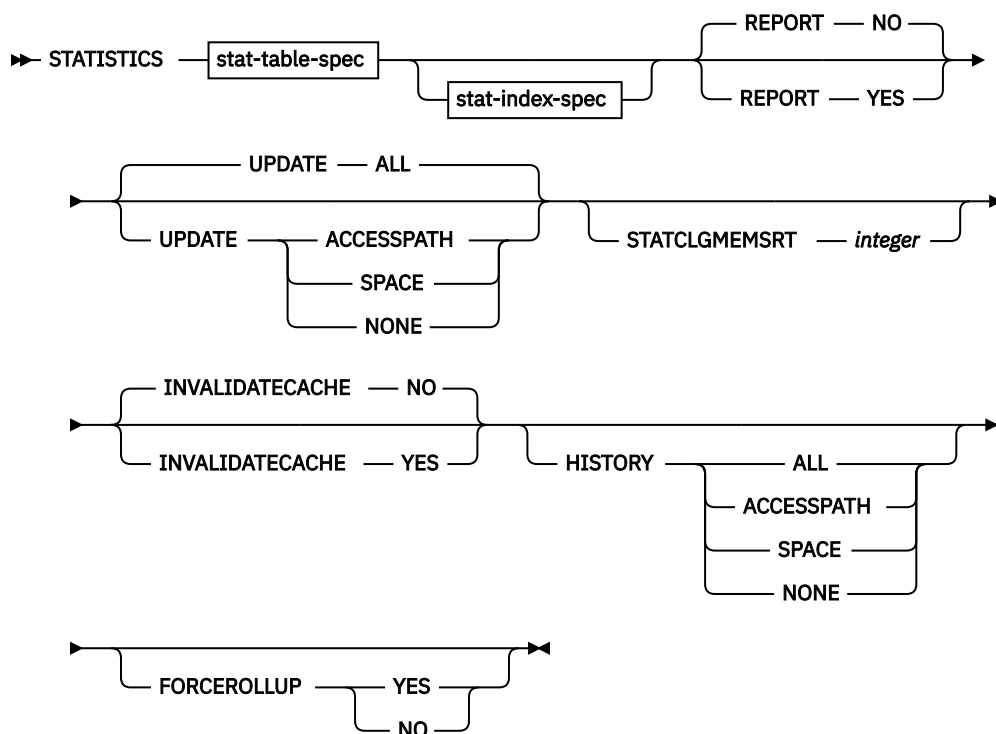 REPORT NO
STATISTICS stat-table-spec
stat-index-spec
REPORT YES
UPDATE ALL
UPDATE ACCESSPATH
SPACE
NONE
STATCLGMEMSRT integer
INVALIDATECACHE NO
INVALIDATECACHE YES
HISTORY ALL
ACCESSPATH
SPACE
NONE
FORCEROLLUP YES
NO